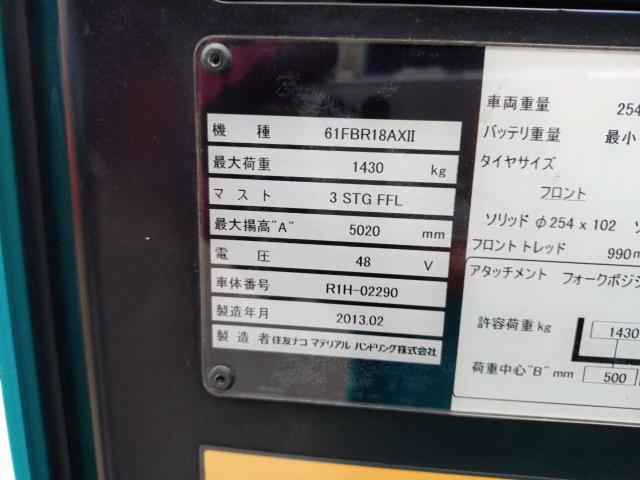 機種 61FBR18AXII
最大荷重 1430 kg
マスト 3 STG FFL
最大揚高"A" 5020 mm
電圧 48 V
車体番号 R1H-02290
製造年月 2013.02
製造者 住友ナコ マテリアル ハンドリング株式会社
車両重量 254
バッテリ重量 最小
タイヤサイズ
フロント
ソリッド φ254 x 102
フロントトレッド 990
アタッチメント フォークポジシ
許容荷重 kg 1430
荷重中心"B" mm 500